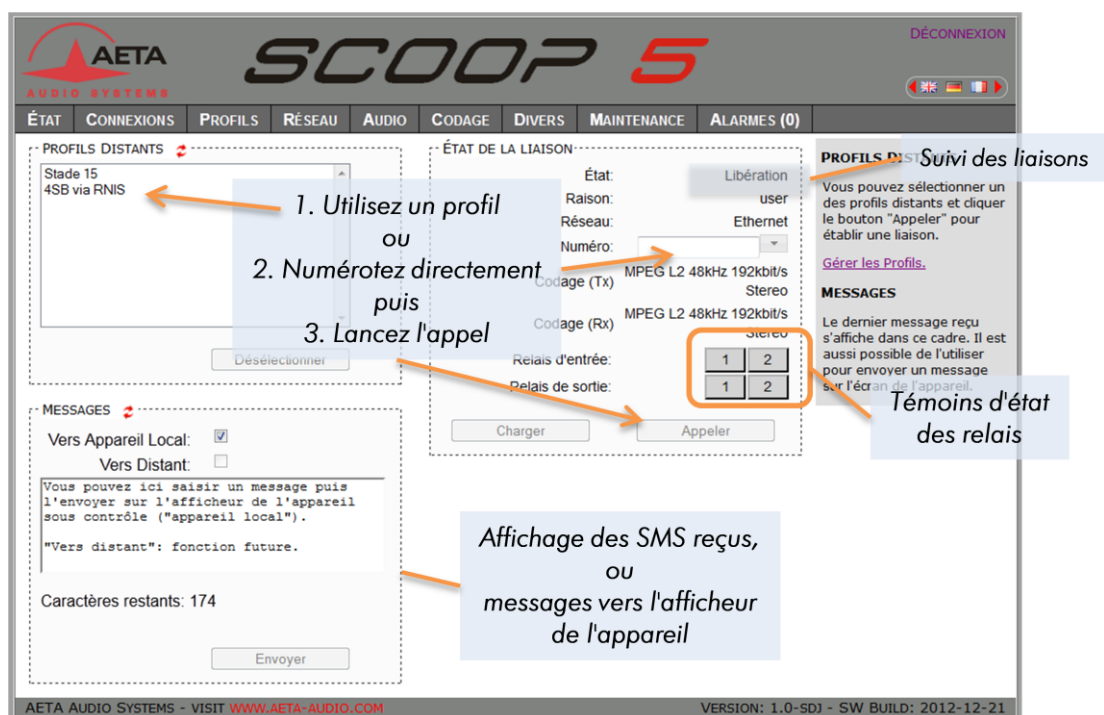 DÉCONNEXION
AETA
AUDIO SYSTEMS
SCOOP 5
ÉTAT CONNEXIONS PROFILS RÉSEAU AUDIO CODAGE DIVERS MAINTENANCE ALARMES (0)
PROFILS DISTANTS
Stade 15
4SB via RNIS
Désélectionner
1. Utilisez un profil
ou
2. Numérotez directement
puis
3. Lancez l'appel
ÉTAT DE LA LIAISON
État: Libération
Raison: user
Réseau: Ethernet
Numéro:
Codage (Tx) MPEG L2 48kHz 192kbit/s
Stereo
Codage (Rx) MPEG L2 48kHz 192kbit/s
Stereo
Relais d'entrée: 1 2
Relais de sortie: 1 2
Charger Appeler
Suivi des liaisons
PROFILS DISTANTS
Vous pouvez sélectionner un
des profils distants et cliquer
le bouton "Appeler" pour
établir une liaison.
Gérer les Profils.
MESSAGES
Le dernier message reçu
s'affiche dans ce cadre. Il est
aussi possible de l'utiliser
pour envoyer un message
sur l'écran de l'appareil.
Témoins d'état
des relais
MESSAGES
Vers Appareil Local:
Vers Distant:
Vous pouvez ici saisir un message puis
l'envoyer sur l'afficheur de l'appareil
sous contrôle ("appareil local").
"Vers distant": fonction future.
Caractères restants: 174
Envoyer
Affichage des SMS reçus,
ou
messages vers l'afficheur
de l'appareil
AETA AUDIO SYSTEMS - VISIT WWW.AETA-AUDIO.COM
VERSION: 1.0-SDJ - SW BUILD: 2012-12-21